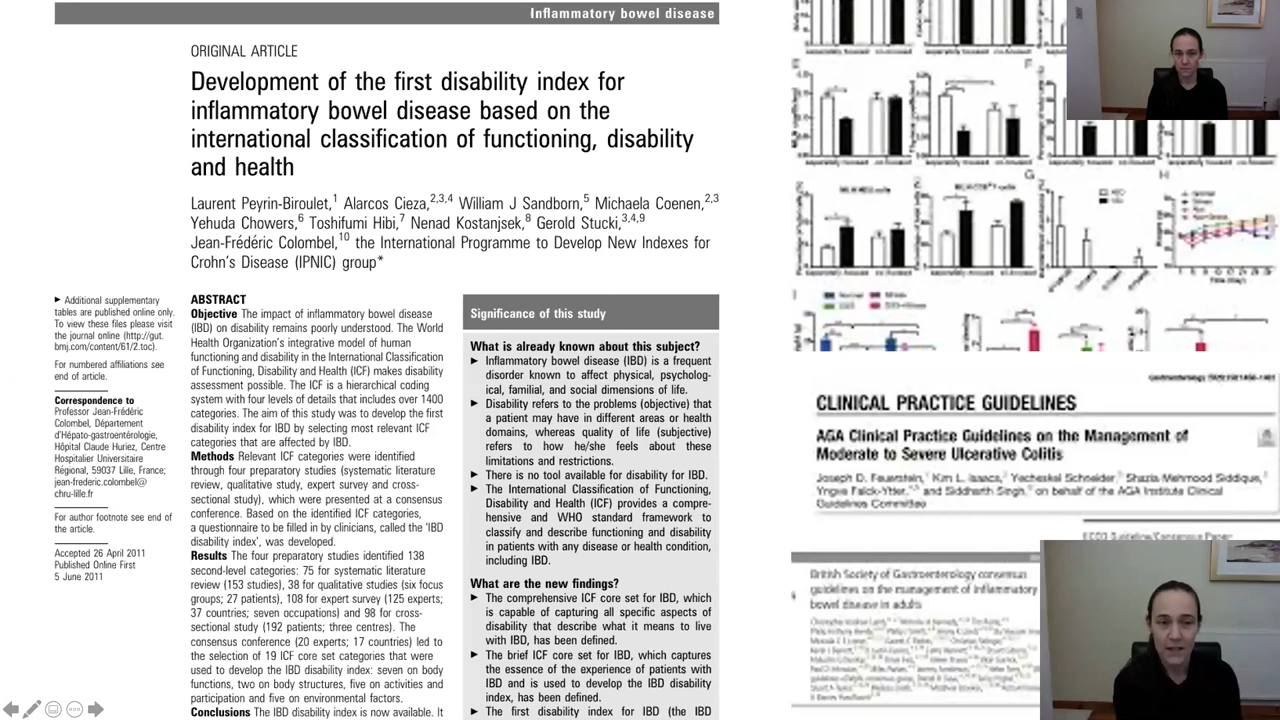 Inflammatory bowel disease
ORIGINAL ARTICLE
Development of the first disability index for
inflammatory bowel disease based on the
international classification of functioning, disability
and health
Laurent Peyrin-Biroulet,1 Alarcos Cieza,2,3,4 William J Sandborn,5 Michaela Coenen,2,3
Yehuda Chowers,6 Toshifumi Hibi,7 Nenad Kostanjsek,8 Gerold Stucki,3,4,9
Jean-Frédéric Colombel,10 the International Programme to Develop New Indexes for
Crohn's Disease (IPNIC) group*
► Additional supplementary
tables are published online only.
To view these files please visit
the journal online (http://gut.
bmj.com/content/61/2.toc).
For numbered affiliations see
end of article.
Correspondence to
Professor Jean-Frédéric
Colombel, Départment
d'Hépato-gastroentérologie,
Hôpital Claude Huriez, Centre
Hospitalier Universitaire
Régional, 59037 Lille, France;
jean-frederic.colombel@
chru-lille.fr
For author footnote see end of
the article.
Accepted 26 April 2011
Published Online First
5 June 2011
ABSTRACT
Objective The impact of inflammatory bowel disease
(IBD) on disability remains poorly understood. The World
Health Organization's integrative model of human
functioning and disability in the International Classification
of Functioning, Disability and Health (ICF) makes disability
assessment possible. The ICF is a hierarchical coding
system with four levels of details that includes over 1400
categories. The aim of this study was to develop the first
disability index for IBD by selecting most relevant ICF
categories that are affected by IBD.
Methods Relevant ICF categories were identified
through four preparatory studies (systematic literature
review, qualitative study, expert survey and cross-
sectional study), which were presented at a consensus
conference. Based on the identified ICF categories,
a questionnaire to be filled in by clinicians, called the 'IBD
disability index', was developed.
Results The four preparatory studies identified 138
second-level categories: 75 for systematic literature
review (153 studies), 38 for qualitative studies (six focus
groups; 27 patients), 108 for expert survey (125 experts;
37 countries; seven occupations) and 98 for cross-
sectional study (192 patients; three centres). The
consensus conference (20 experts; 17 countries) led to
the selection of 19 ICF core set categories that were
used to develop the IBD disability index: seven on body
functions, two on body structures, five on activities and
participation and five on environmental factors.
Conclusions The IBD disability index is now available. It
Significance of this study
What is already known about this subject?
► Inflammatory bowel disease (IBD) is a frequent
disorder known to affect physical, psycholog-
ical, familial, and social dimensions of life.
► Disability refers to the problems (objective) that
a patient may have in different areas or health
domains, whereas quality of life (subjective)
refers to how he/she feels about these
limitations and restrictions.
► There is no tool available for disability for IBD.
► The International Classification of Functioning,
Disability and Health (ICF) provides a compre-
hensive and WHO standard framework to
classify and describe functioning and disability
in patients with any disease or health condition,
including IBD.
What are the new findings?
► The comprehensive ICF core set for IBD, which
is capable of capturing all specific aspects of
disability that describe what it means to live
with IBD, has been defined.
► The brief ICF core set for IBD, which captures
the essence of the experience of patients with
IBD and is used to develop the IBD disability
index, has been defined.
► The first disability index for IBD (the IBD
CLINICAL PRACTICE GUIDELINES
AGA Clinical Practice Guidelines on the Management of
Moderate to Severe Ulcerative Colitis
Joseph D. Feuerstein, Kim L. Isaacs, Yecheskel Schneider, Shazia Mehmood Siddique,
Yngve Falck-Ytter, and Siddharth Singh, on behalf of the AGA Institute Clinical
Guidelines Committee
British Society of Gastroenterology consensus
guidelines on the management of inflammatory
bowel disease in adults